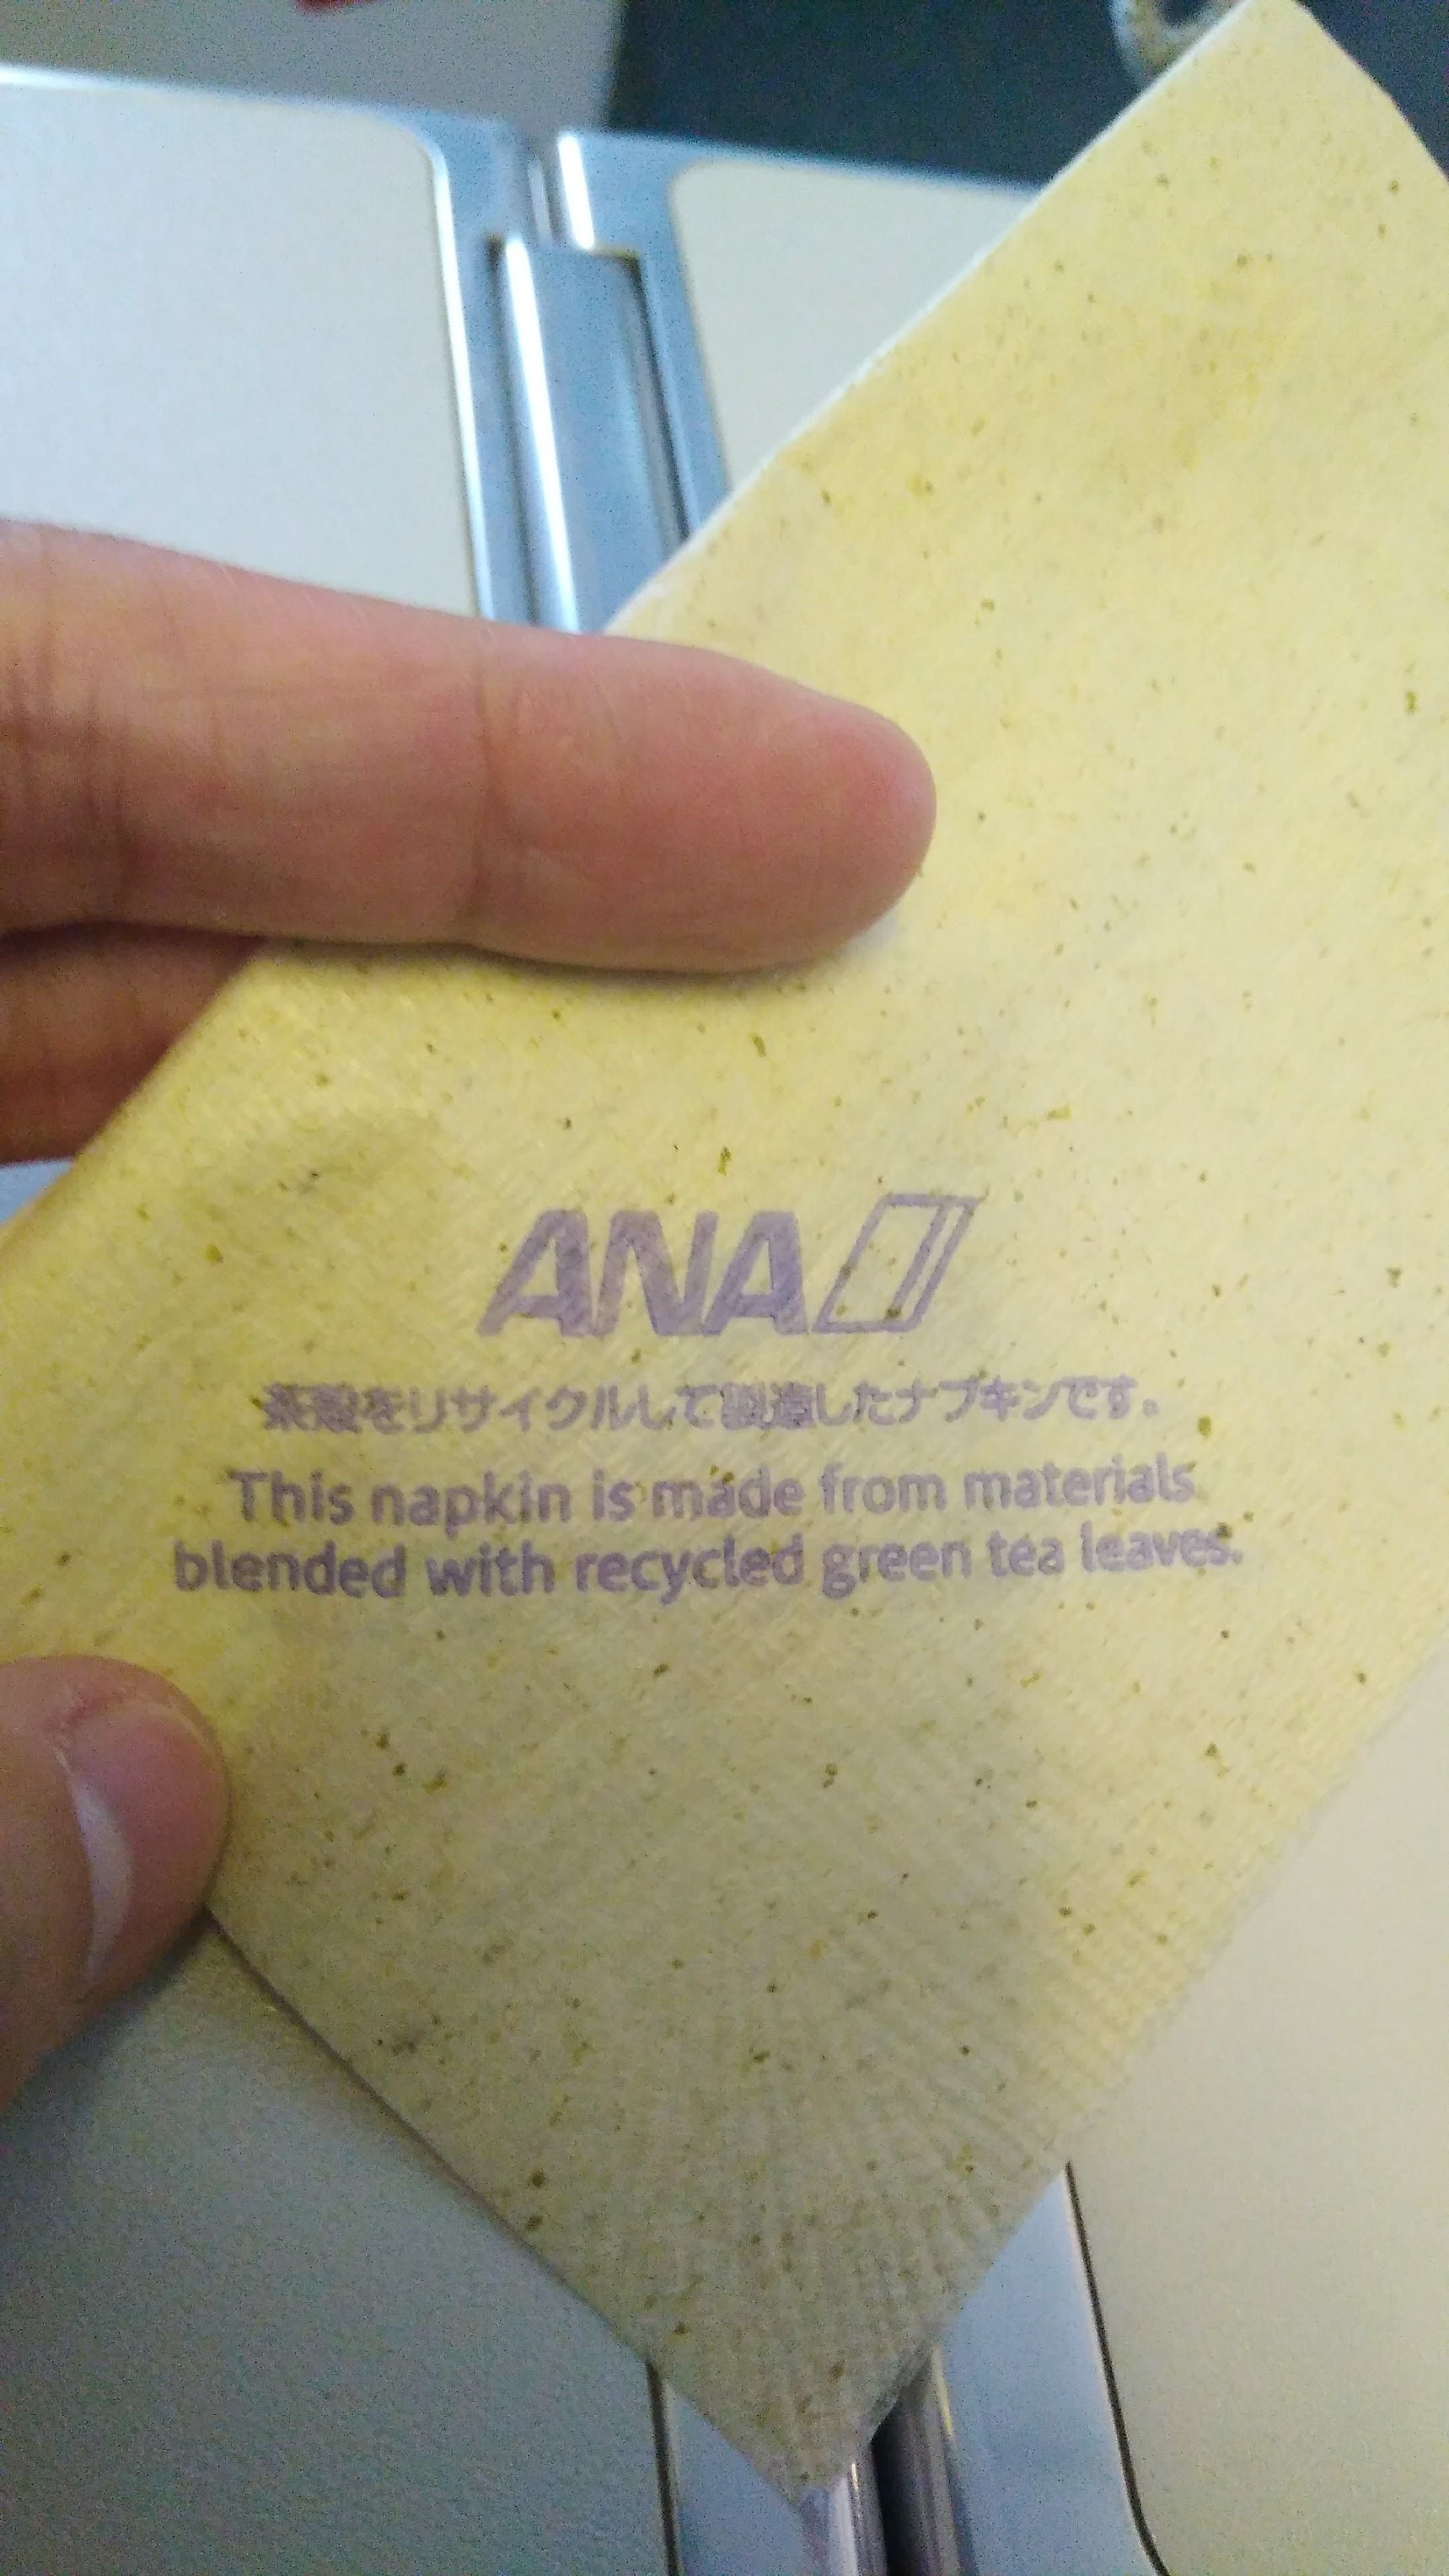 ANA
茶殻をリサイクルして製造したナプキンです。
This napkin is made from materials
blended with recycled green tea leaves.